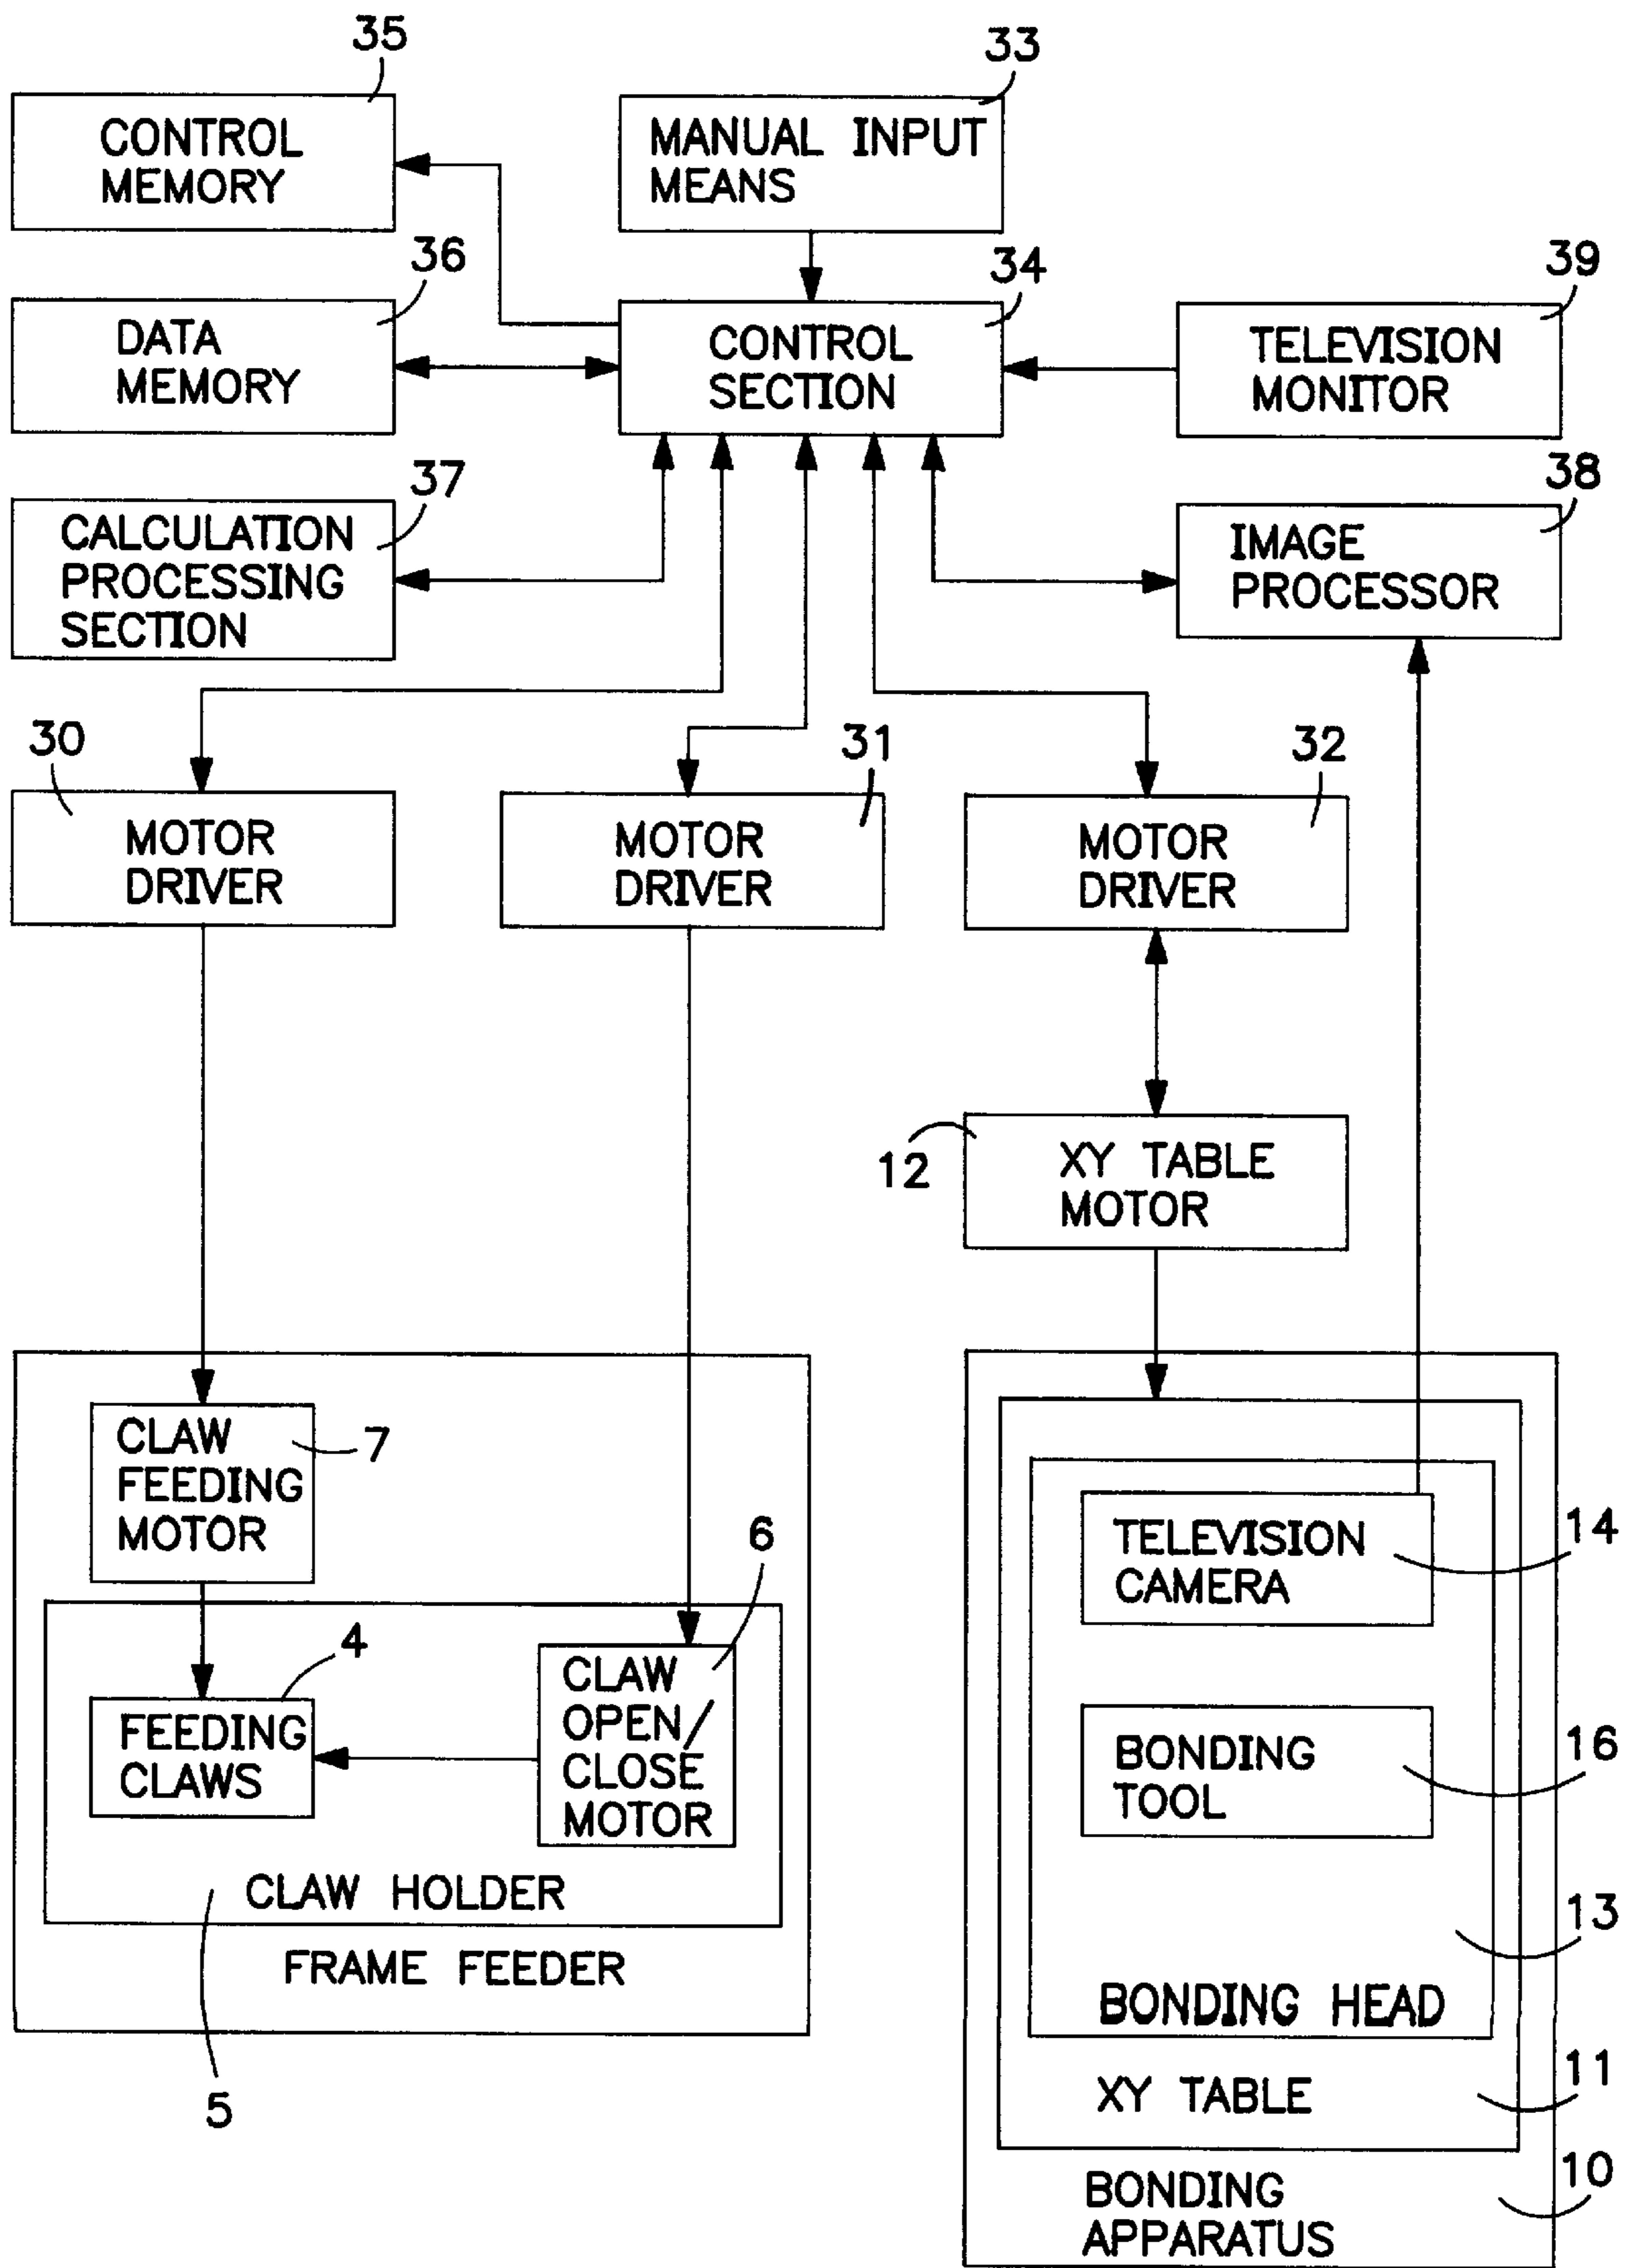 35
CONTROL
MEMORY
33
MANUAL INPUT
MEANS
36
DATA
MEMORY
34
CONTROL
SECTION
39
TELEVISION
MONITOR
37
CALCULATION
PROCESSING
SECTION
38
IMAGE
PROCESSOR
30
MOTOR
DRIVER
31
MOTOR
DRIVER
32
MOTOR
DRIVER
12
XY TABLE
MOTOR
CLAW
FEEDING
MOTOR
7
4
FEEDING
CLAWS
6
CLAW
OPEN/
CLOSE
MOTOR
CLAW HOLDER
FRAME FEEDER
5
TELEVISION
CAMERA
14
BONDING
TOOL
16
13
BONDING HEAD
11
XY TABLE
10
BONDING
APPARATUS